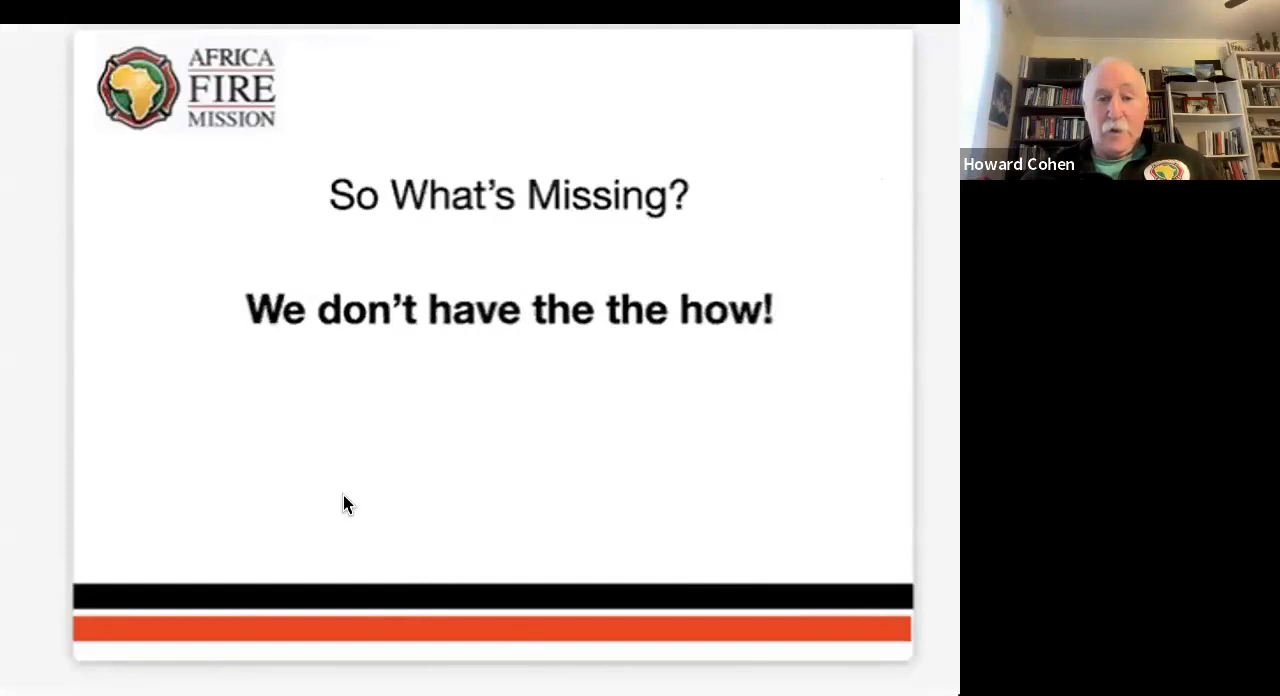 AFRICA
FIRE
MISSION
So What's Missing?
We don't have the the how!
Howard Cohen